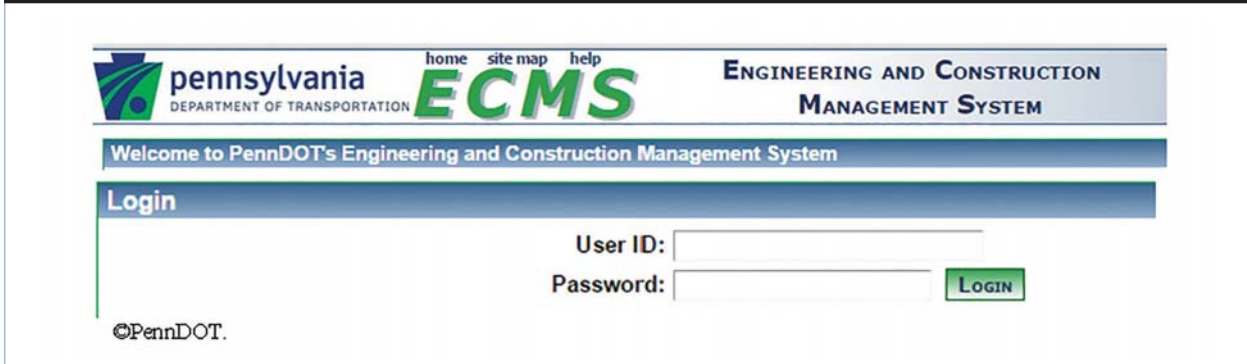 home site map help
pennsylvania
DEPARTMENT OF TRANSPORTATION
ECMS
ENGINEERING AND CONSTRUCTION
MANAGEMENT SYSTEM
Welcome to PennDOT's Engineering and Construction Management System
Login
User ID:
Password:
LOGIN
©PennDOT.